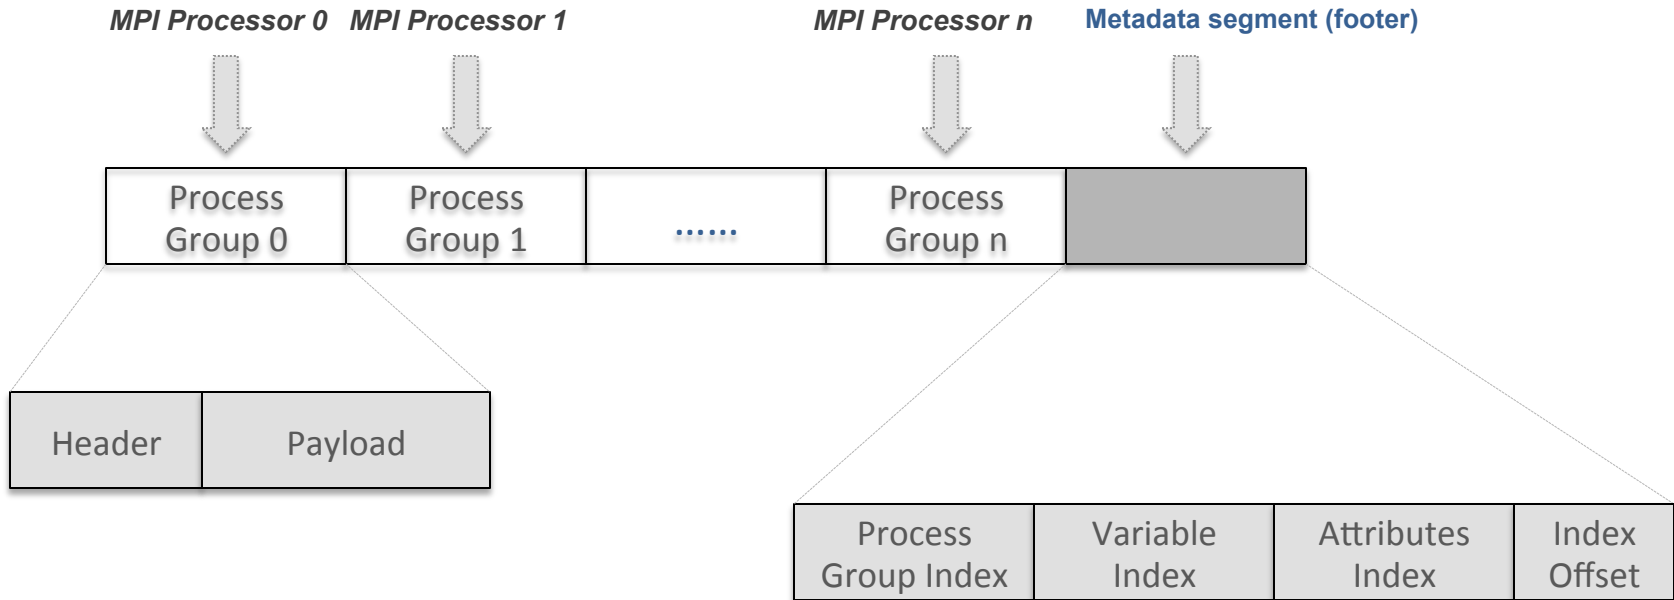 MPI Processor 0 MPI Processor 1 MPI Processor n Metadata segment (footer)
Process
Group 0
Process
Group 1
......
Process
Group n
Header
Payload
Process
Group Index
Variable
Index
Attributes
Index
Index
Offset